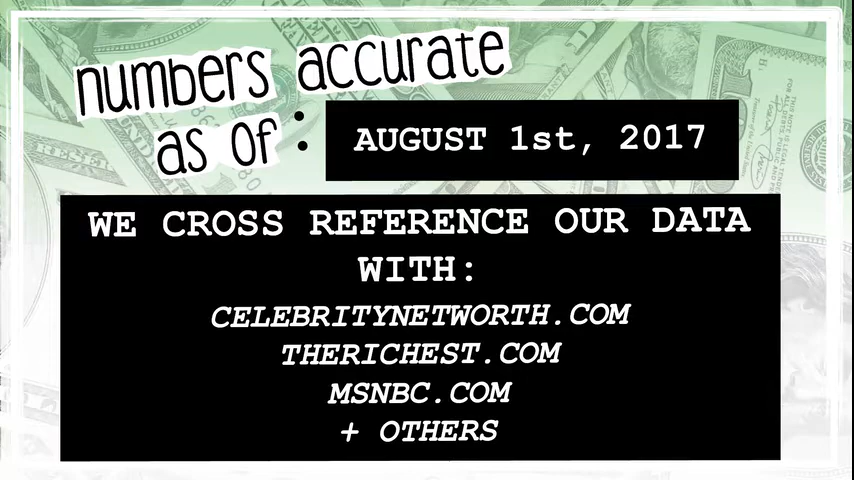 numbers accurate
as of: AUGUST 1st, 2017
WE CROSS REFERENCE OUR DATA
WITH:
CELEBRITYNETWORTH.COM
THERICHEST.COM
MSNBC.COM
+ OTHERS